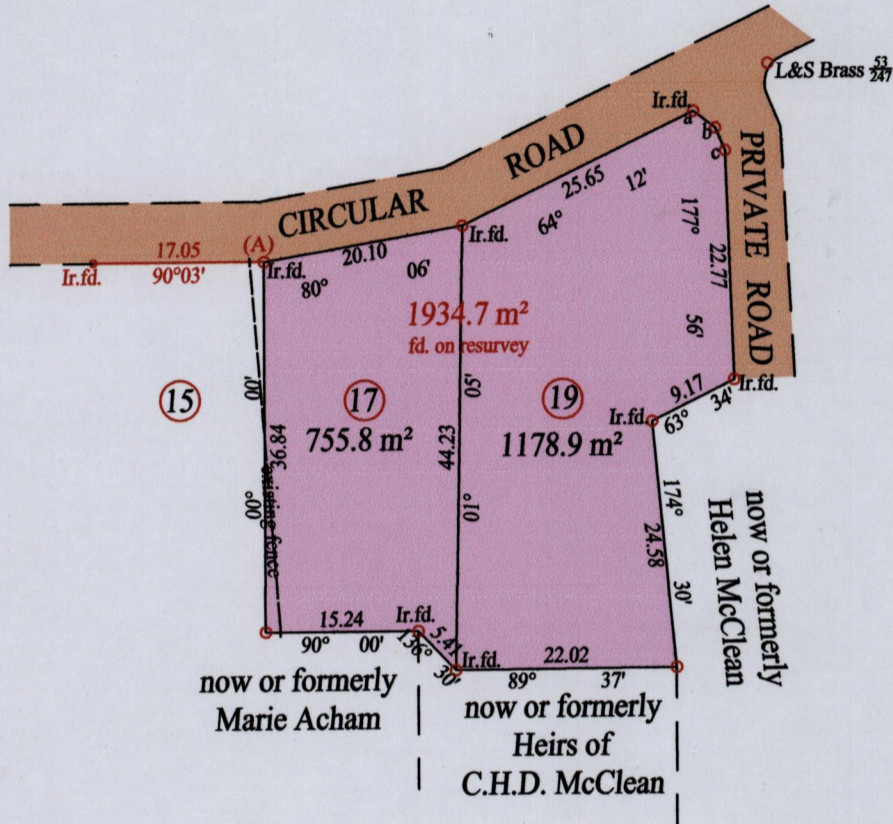 L&S Brass 53/247
Ir.fd.
a
b
c
ROAD
CIRCULAR
PRIVATE ROAD
25.65
64° 12'
177° 56'
22.77
17.05
(A)
Ir.fd.
90°03'
Ir.fd.
20.10
80° 06'
Ir.fd.
1934.7 m²
fd. on resurvey
15
17
755.8 m²
19
1178.9 m²
00° 00'
36.84
existing fence
01° 05'
44.23
9.17
63° 34'
Ir.fd.
Ir.fd.
174° 30'
24.58
now or formerly
Helen McClean
15.24
90° 00'
Ir.fd.
5.41
136° 30'
Ir.fd.
22.02
89° 37'
now or formerly
Marie Acham
now or formerly
Heirs of
C.H.D. McClean